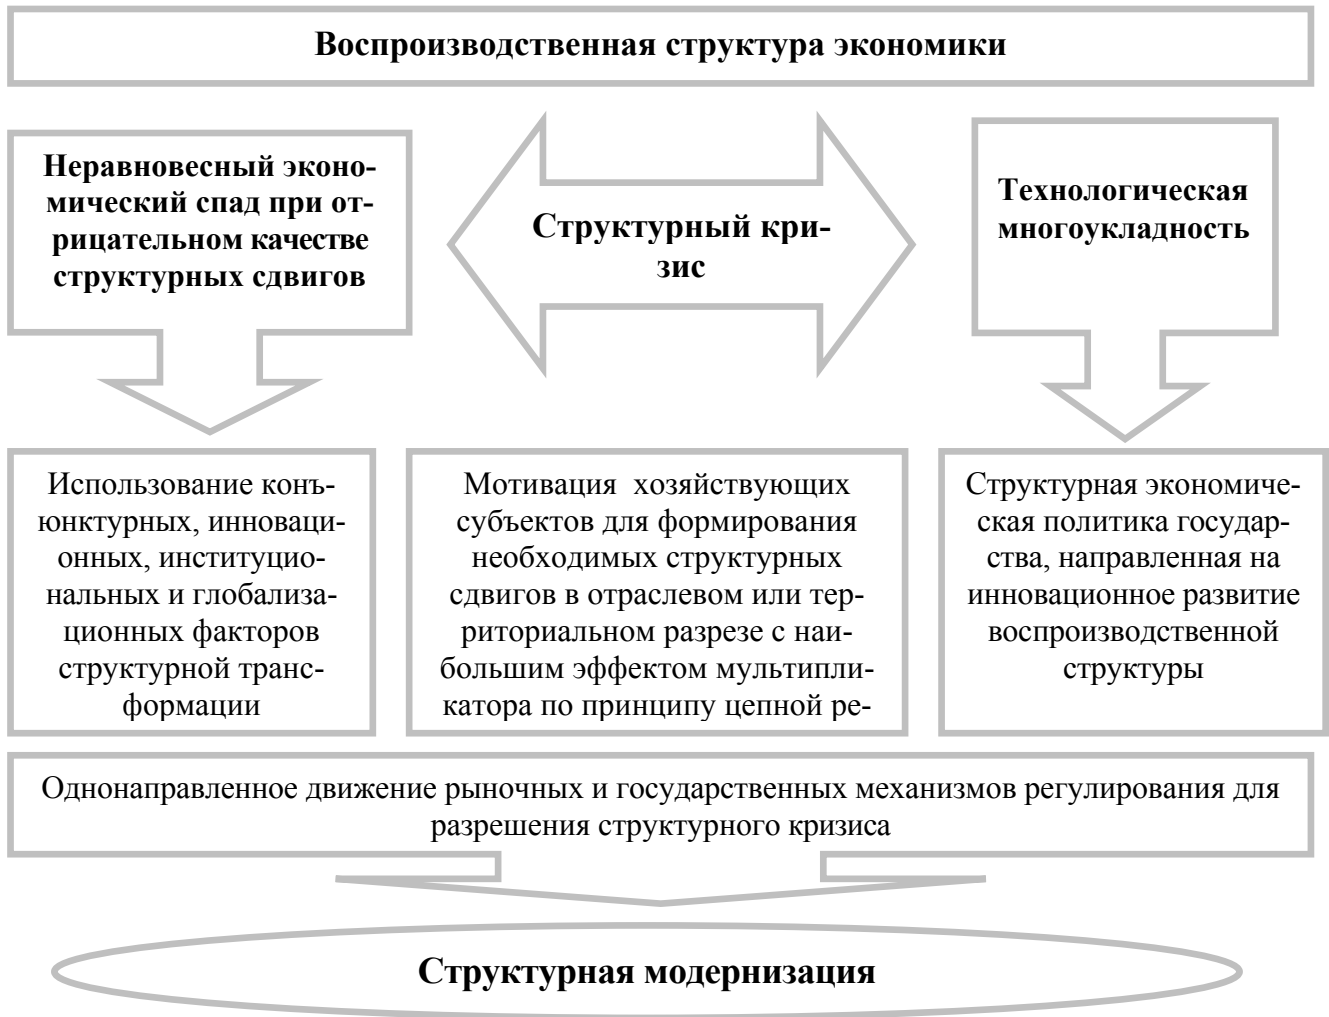 Воспроизводственная структура экономики
Неравновесный эконо-
мический спад при от-
рицательном качестве
структурных сдвигов
Структурный кри-
зис
Технологическая
многоукладность
Использование конъ-
юнктурных, инноваци-
онных, институцио-
нальных и глобализа-
ционных факторов
структурной транс-
формации
Мотивация хозяйствующих
субъектов для формирования
необходимых структурных
сдвигов в отраслевом или тер-
риториальном разрезе с наи-
большим эффектом мультипли-
катора по принципу цепной ре-
Структурная экономиче-
ская политика государ-
ства, направленная на
инновационное развитие
воспроизводственной
структуры
Однонаправленное движение рыночных и государственных механизмов регулирования для
разрешения структурного кризиса
Структурная модернизация